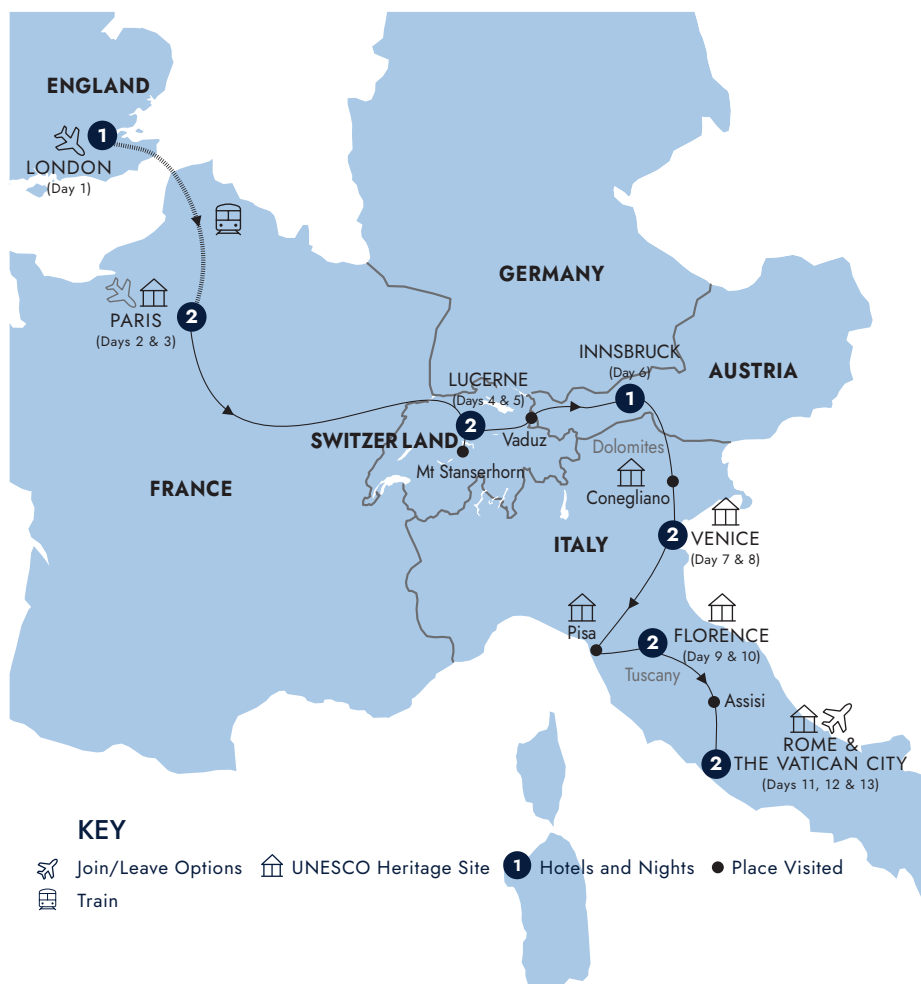 ENGLAND
1
LONDON
(Day 1)
GERMANY
PARIS
(Days 2 & 3)
2
INNSBRUCK
(Day 6)
1
AUSTRIA
LUCERNE
(Days 4 & 5)
2
SWITZERLAND
Vaduz
Mt Stanserhorn
Dolomites
Conegliano
FRANCE
ITALY
2
VENICE
(Day 7 & 8)
Pisa
2
FLORENCE
(Day 9 & 10)
Tuscany
Assisi
2
ROME &
THE VATICAN CITY
(Days 11, 12 & 13)
KEY
Join/Leave Options
UNESCO Heritage Site
1 Hotels and Nights
Place Visited
Train